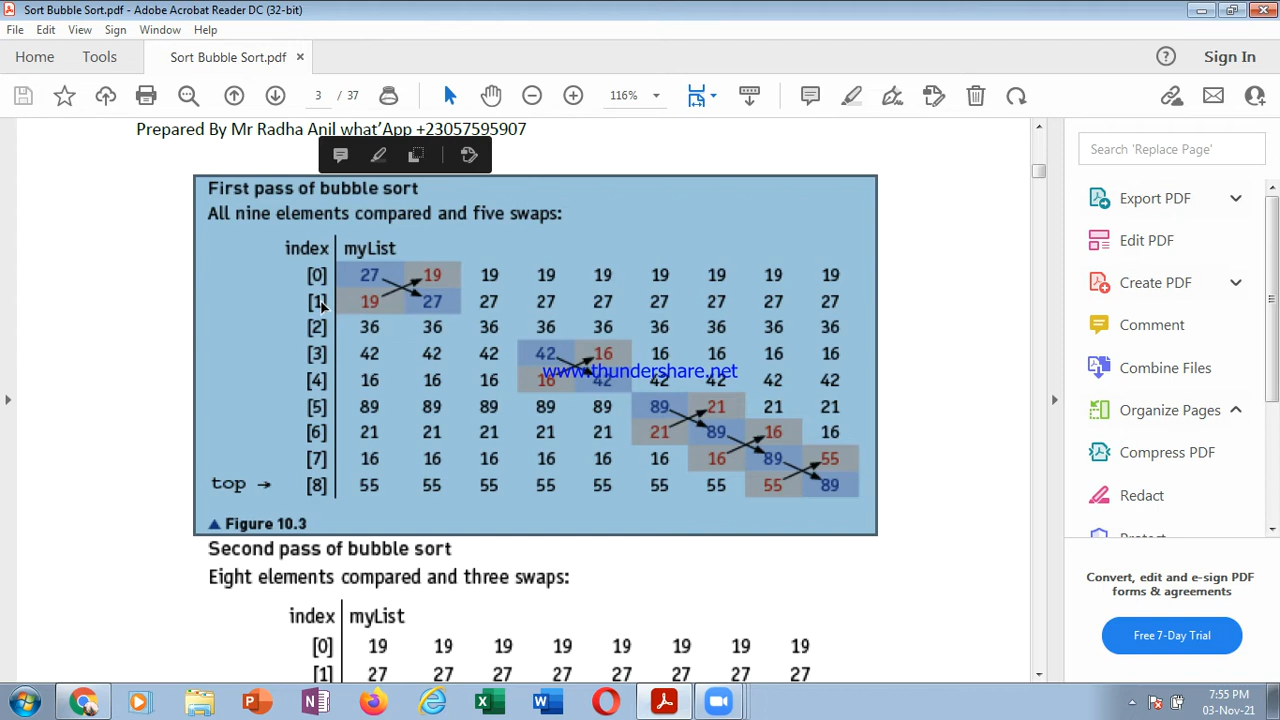 Sort Bubble Sort.pdf - Adobe Acrobat Reader DC (32-bit)
File Edit View Sign Window Help
Home Tools Sort Bubble Sort.pdf × Sign In
3 / 37 116%
Prepared By Mr Radha Anil what’App +23057595907
First pass of bubble sort
All nine elements compared and five swaps:
index myList
[0] 27 19 19 19 19 19 19 19 19
[1] 19 27 27 27 27 27 27 27 27
[2] 36 36 36 36 36 36 36 36 36
[3] 42 42 42 42 16 16 16 16 16
www.thundershare.net
[4] 16 16 16 16 42 42 42 42 42
[5] 89 89 89 89 89 89 21 21 21
[6] 21 21 21 21 21 21 89 16 16
[7] 16 16 16 16 16 16 16 89 55
top → [8] 55 55 55 55 55 55 55 55 89
▲ Figure 10.3
Second pass of bubble sort
Eight elements compared and three swaps:
index myList
[0] 19 19 19 19 19 19 19 19
[1] 27 27 27 27 27 27 27 27
Search 'Replace Page'
Export PDF
Edit PDF
Create PDF
Comment
Combine Files
Organize Pages
Compress PDF
Redact
Protect
Convert, edit and e-sign PDF
forms & agreements
Free 7-Day Trial
7:55 PM
03-Nov-21